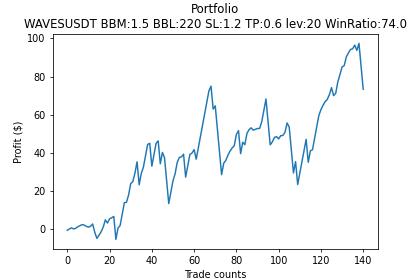 Portfolio
WAVESUSDT BBM:1.5 BBL:220 SL:1.2 TP:0.6 lev:20 WinRatio:74.0
100
80
60
40
20
0
Profit ($)
0 20 40 60 80 100 120 140
Trade counts